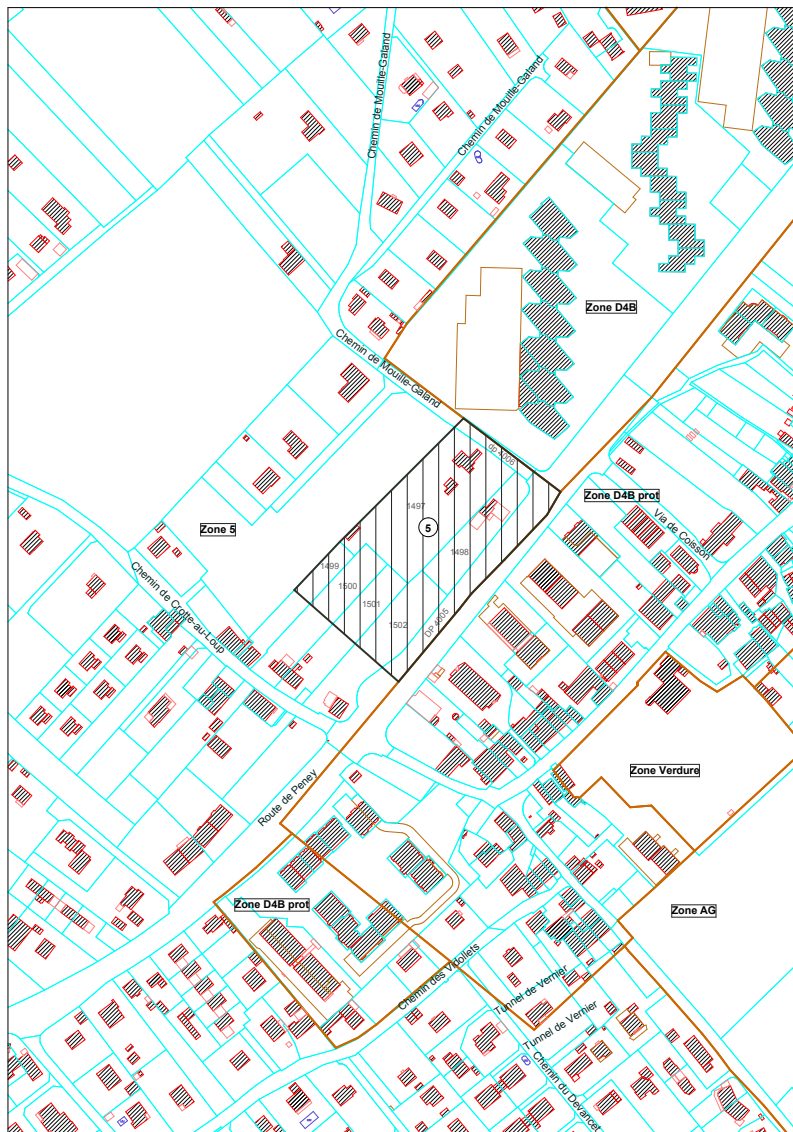 Chemin de Mouille-Galand
Chemin de Mouille-Galand
Zone D4B
Chemin de Mouille-Galand
dp 4006
Zone D4B prot
1497
Via de Coisson
Zone 5
5
1498
1499
Chemin de Crotte-au-Loup
1500
1501
1502
DP 4005
Zone Verdure
Route de Peney
Zone D4B prot
Zone AG
Chemin des Vidollets
Tunnel de Vernier
Tunnel de Vernier
Chemin du Devancet